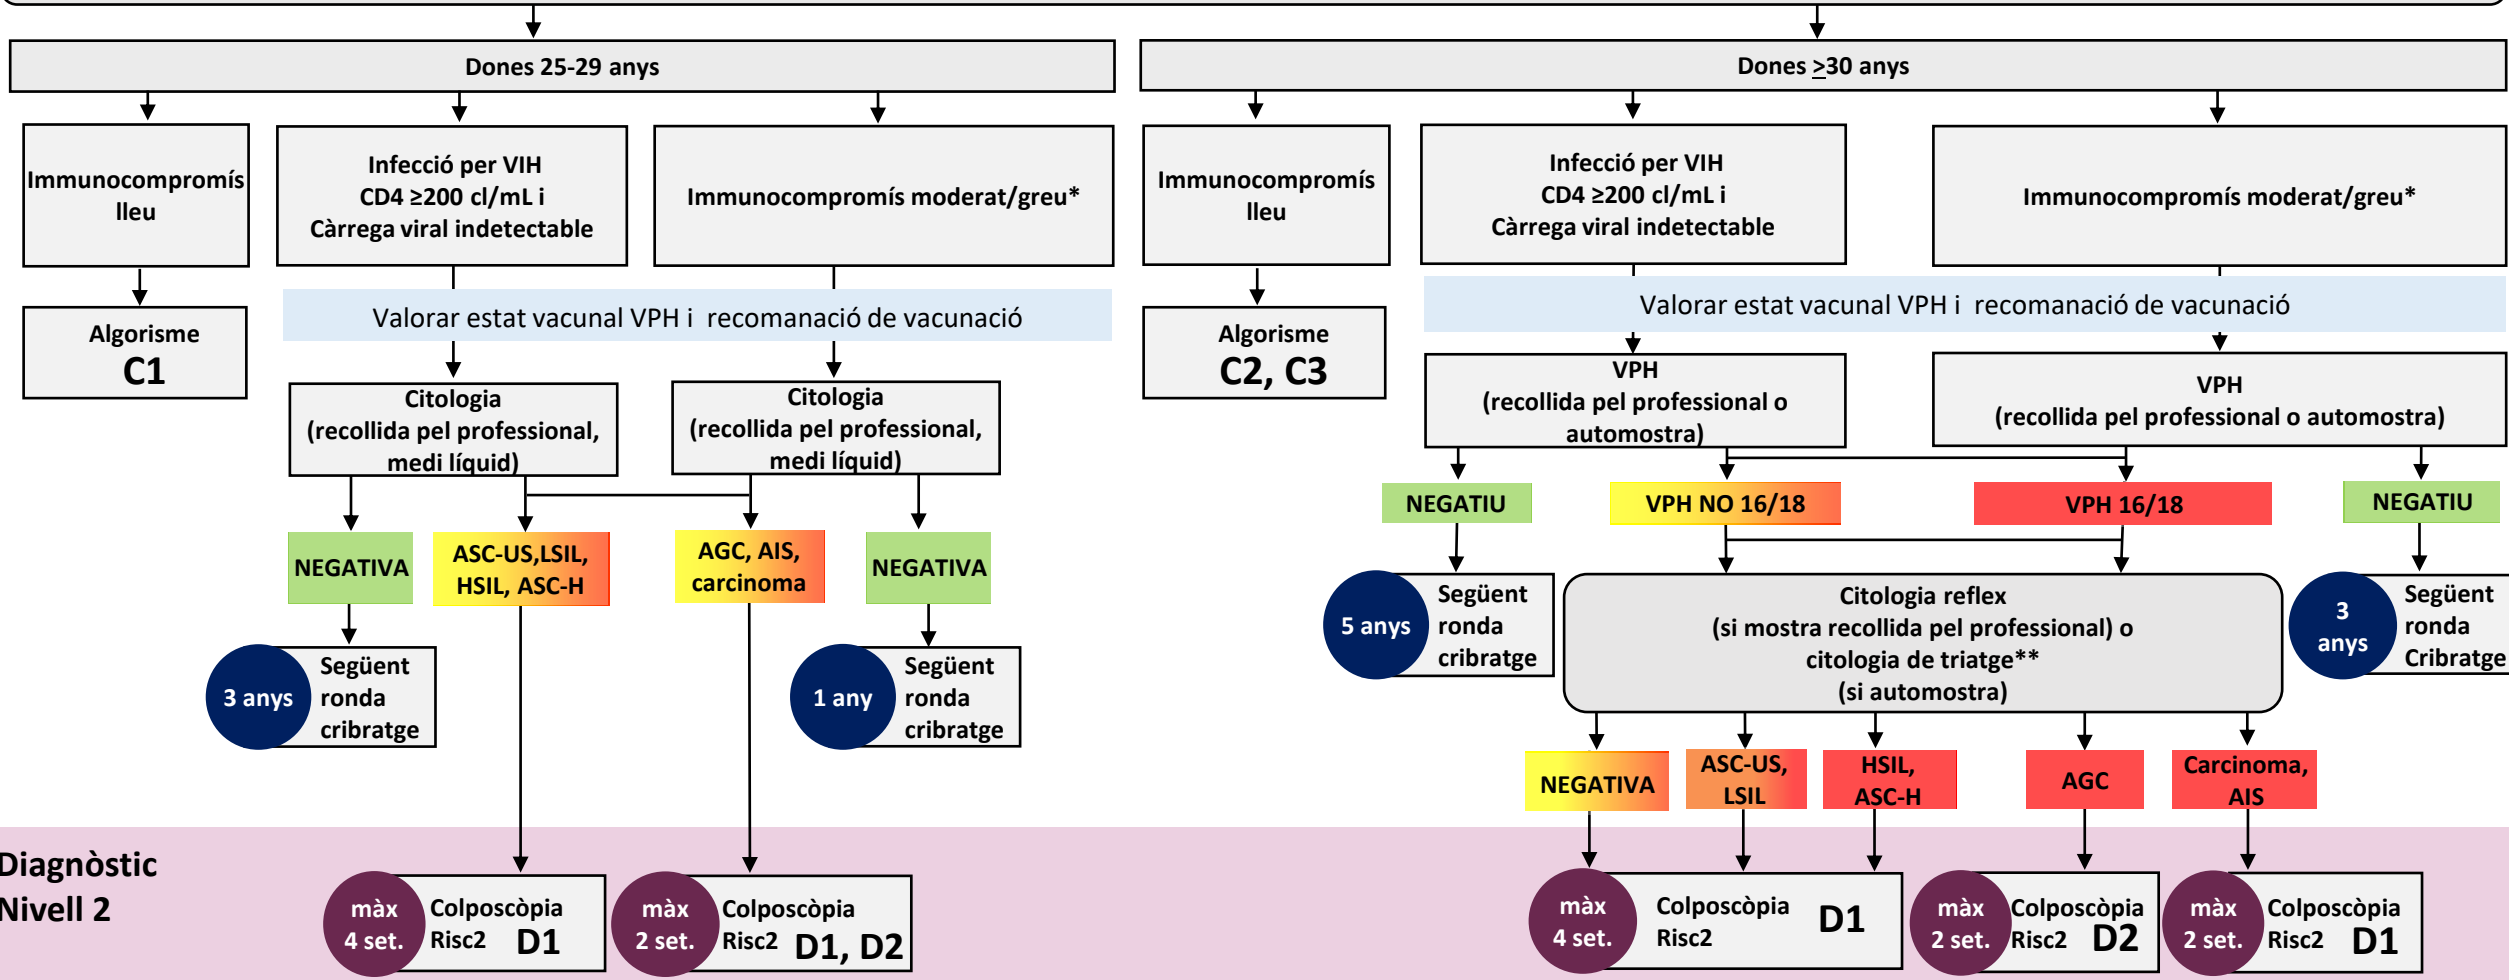 Dones 25-29 anys
Dones ≥30 anys
Immunocompromís
lleu
Infecció per VIH
CD4 ≥200 cl/mL i
Càrrega viral indetectable
Immunocompromís moderat/greu*
Immunocompromís
lleu
Infecció per VIH
CD4 ≥200 cl/mL i
Càrrega viral indetectable
Immunocompromís moderat/greu*
Valorar estat vacunal VPH i recomanació de vacunació
Valorar estat vacunal VPH i recomanació de vacunació
Algorisme
C1
Algorisme
C2, C3
Citologia
(recollida pel professional,
medi líquid)
Citologia
(recollida pel professional,
medi líquid)
VPH
(recollida pel professional o
automostra)
VPH
(recollida pel professional o automostra)
NEGATIVA
ASC-US,LSIL,
HSIL, ASC-H
AGC, AIS,
carcinoma
NEGATIVA
NEGATIU
VPH NO 16/18
VPH 16/18
NEGATIU
3 anys
Següent
ronda
cribratge
1 any
Següent
ronda
cribratge
5 anys
Següent
ronda
cribratge
Citologia reflex
(si mostra recollida pel professional) o
citologia de triatge**
(si automostra)
3
anys
Següent
ronda
Cribratge
NEGATIVA
ASC-US,
LSIL
HSIL,
ASC-H
AGC
Carcinoma,
AIS
Diagnòstic
Nivell 2
màx
4 set.
Colposcòpia
Risc2 D1
màx
2 set.
Colposcòpia
Risc2 D1, D2
màx
4 set.
Colposcòpia
Risc2 D1
màx
2 set.
Colposcòpia
Risc2 D2
màx
2 set.
Colposcòpia
Risc2 D1